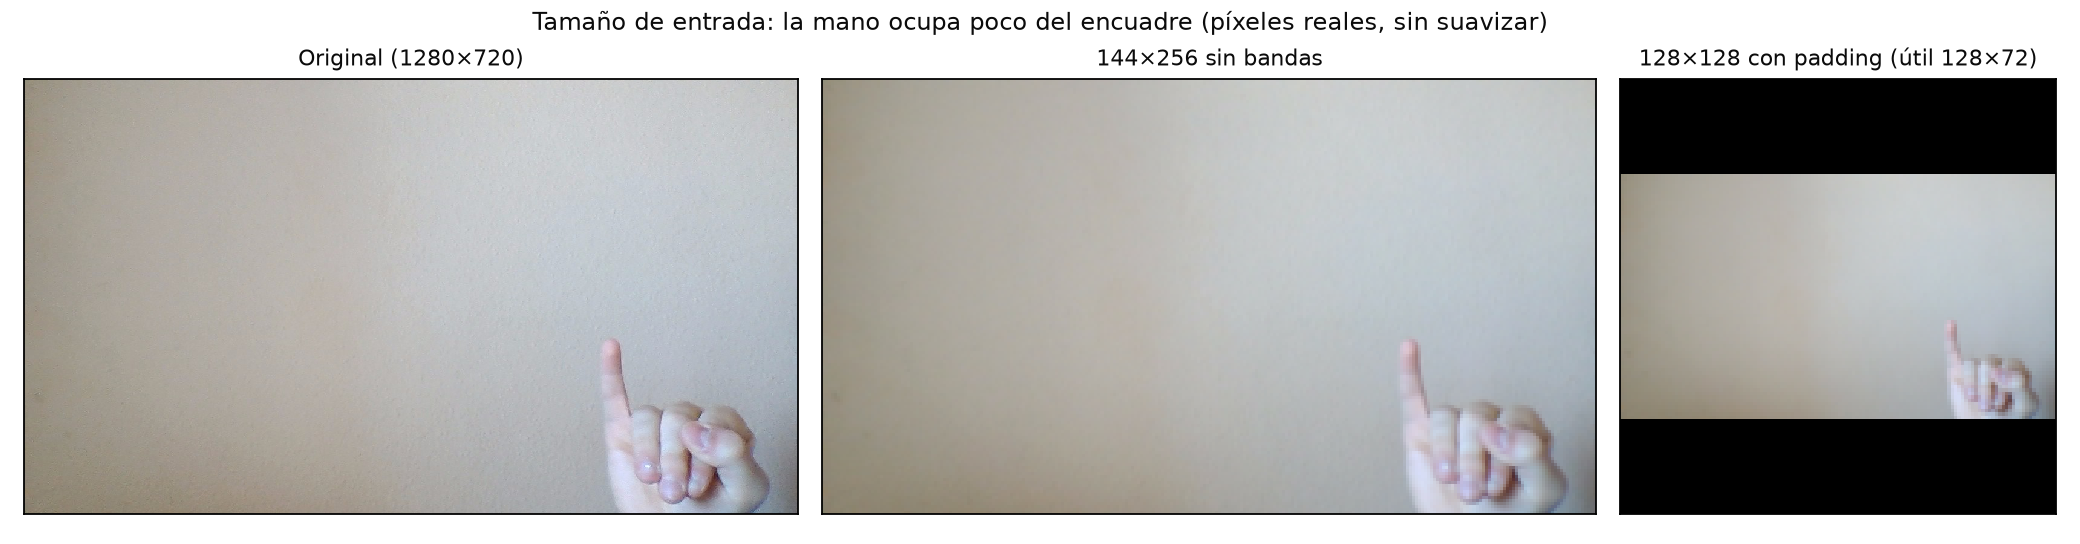 Tamaño de entrada: la mano ocupa poco del encuadre (píxeles reales, sin suavizar)
Original (1280×720)
144×256 sin bandas
128×128 con padding (útil 128×72)